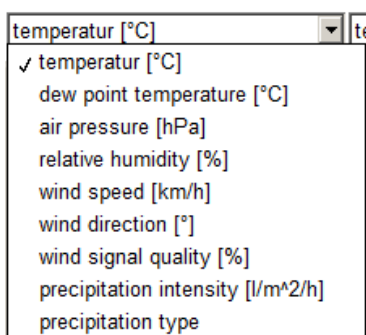 temperatur [°C]
te
temperatur [°C]
dew point temperature [°C]
air pressure [hPa]
relative humidity [%]
wind speed [km/h]
wind direction [°]
wind signal quality [%]
precipitation intensity [l/m^2/h]
precipitation type